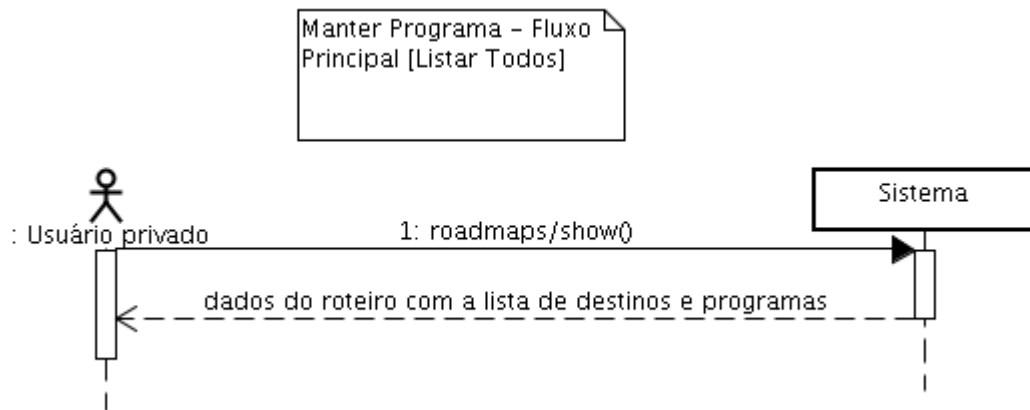 Manter Programa – Fluxo
Principal [Listar Todos]
Sistema
: Usuário privado
1: roadmaps/show()
dados do roteiro com a lista de destinos e programas